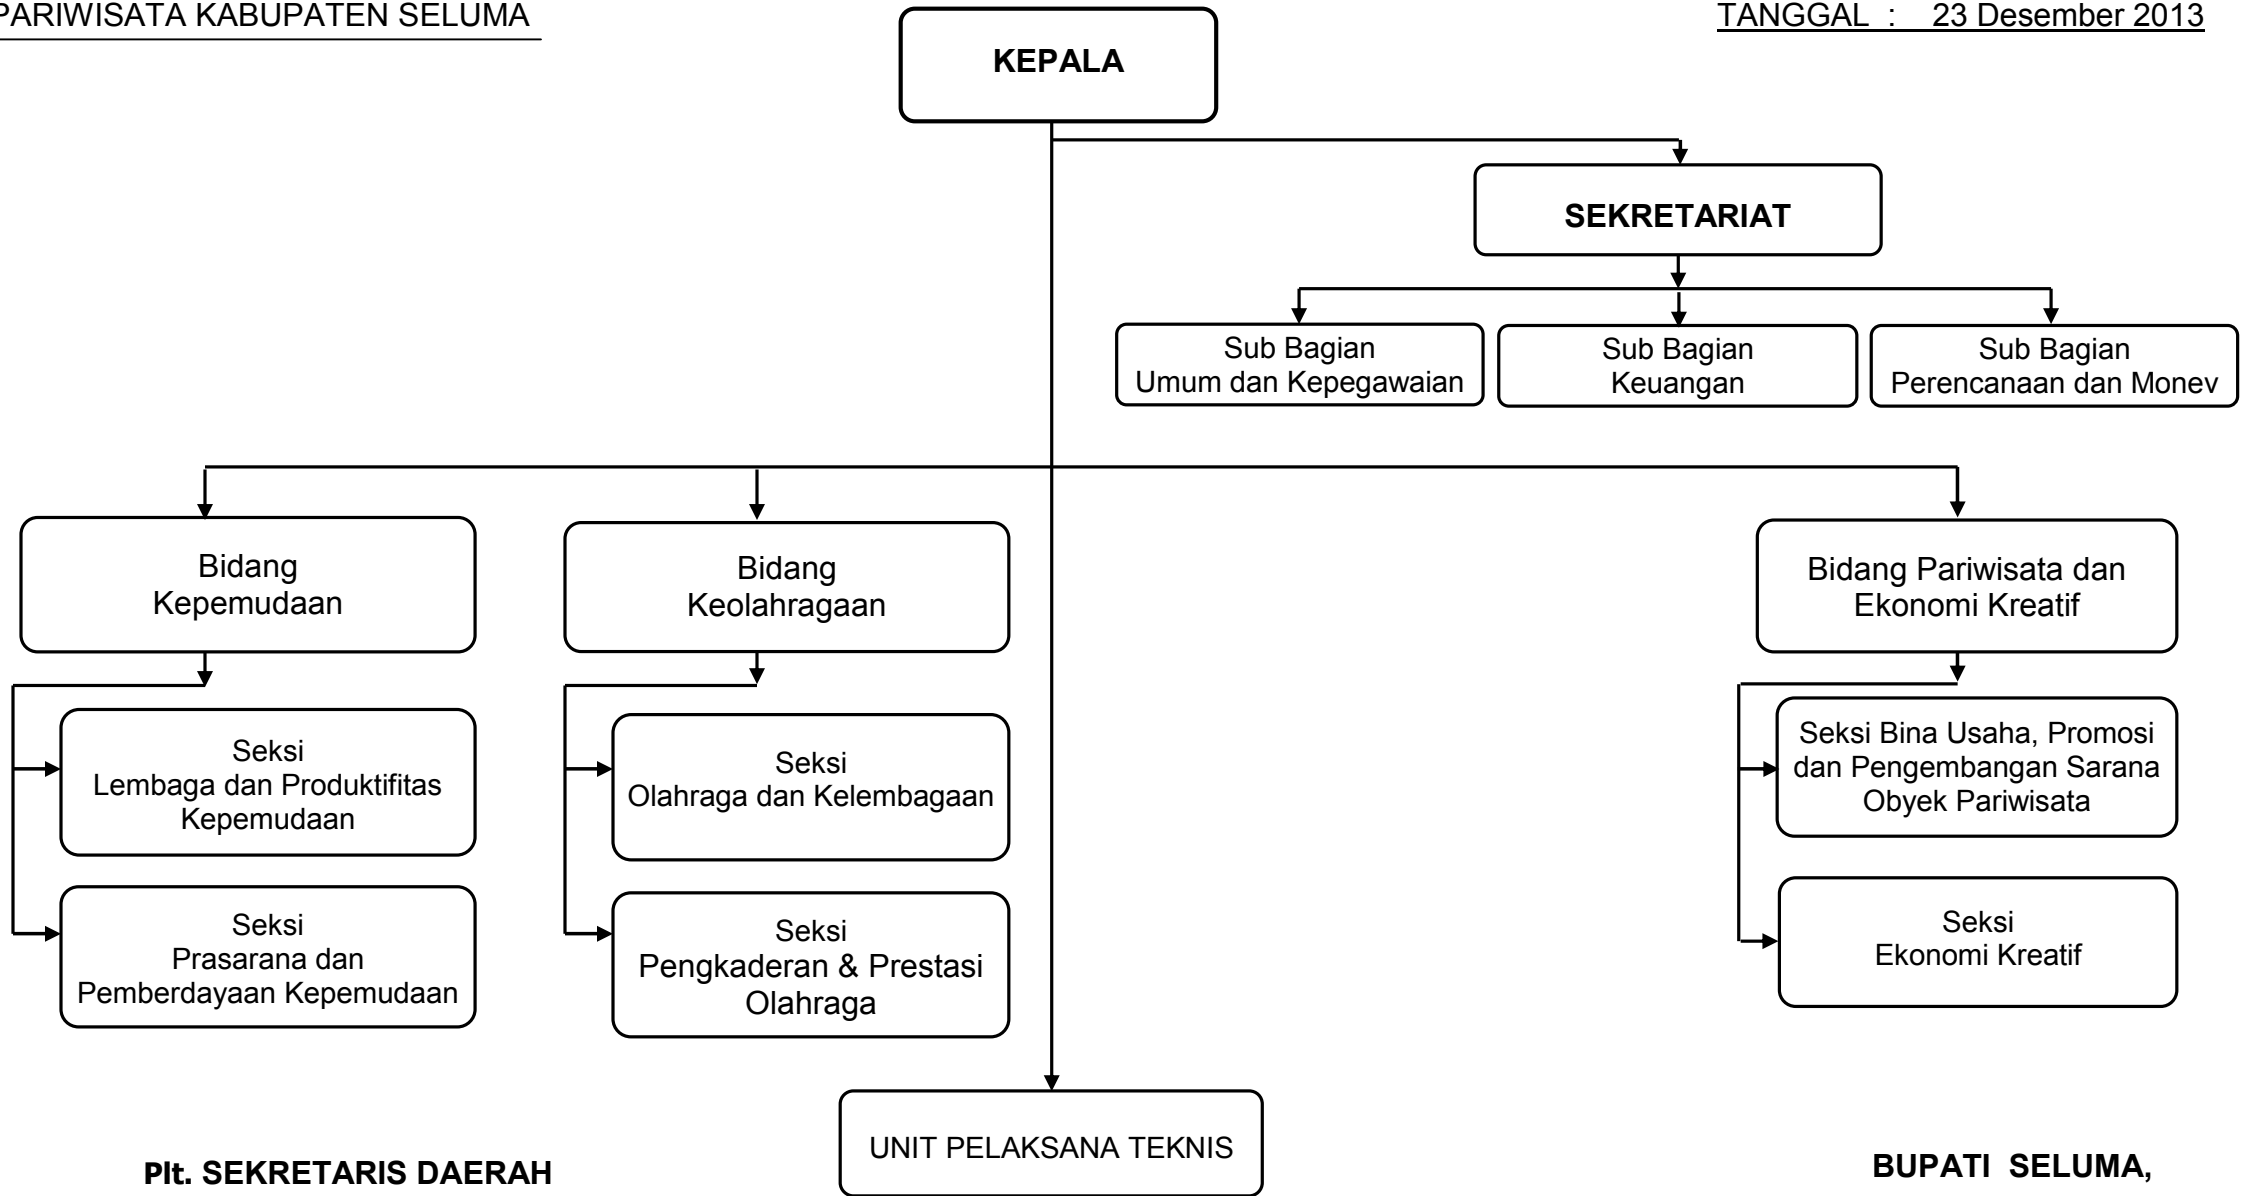 PARIWISATA KABUPATEN SELUMA
TANGGAL : 23 Desember 2013
KEPALA
SEKRETARIAT
Sub Bagian
Umum dan Kepegawaian
Sub Bagian
Keuangan
Sub Bagian
Perencanaan dan Monev
Bidang
Kepemudaan
Bidang
Keolahragaan
Bidang Pariwisata dan
Ekonomi Kreatif
Seksi
Lembaga dan Produktifitas
Kepemudaan
Seksi
Olahraga dan Kelembagaan
Seksi Bina Usaha, Promosi
dan Pengembangan Sarana
Obyek Pariwisata
Seksi
Prasarana dan
Pemberdayaan Kepemudaan
Seksi
Pengkaderan & Prestasi
Olahraga
Seksi
Ekonomi Kreatif
UNIT PELAKSANA TEKNIS
Plt. SEKRETARIS DAERAH
BUPATI SELUMA,